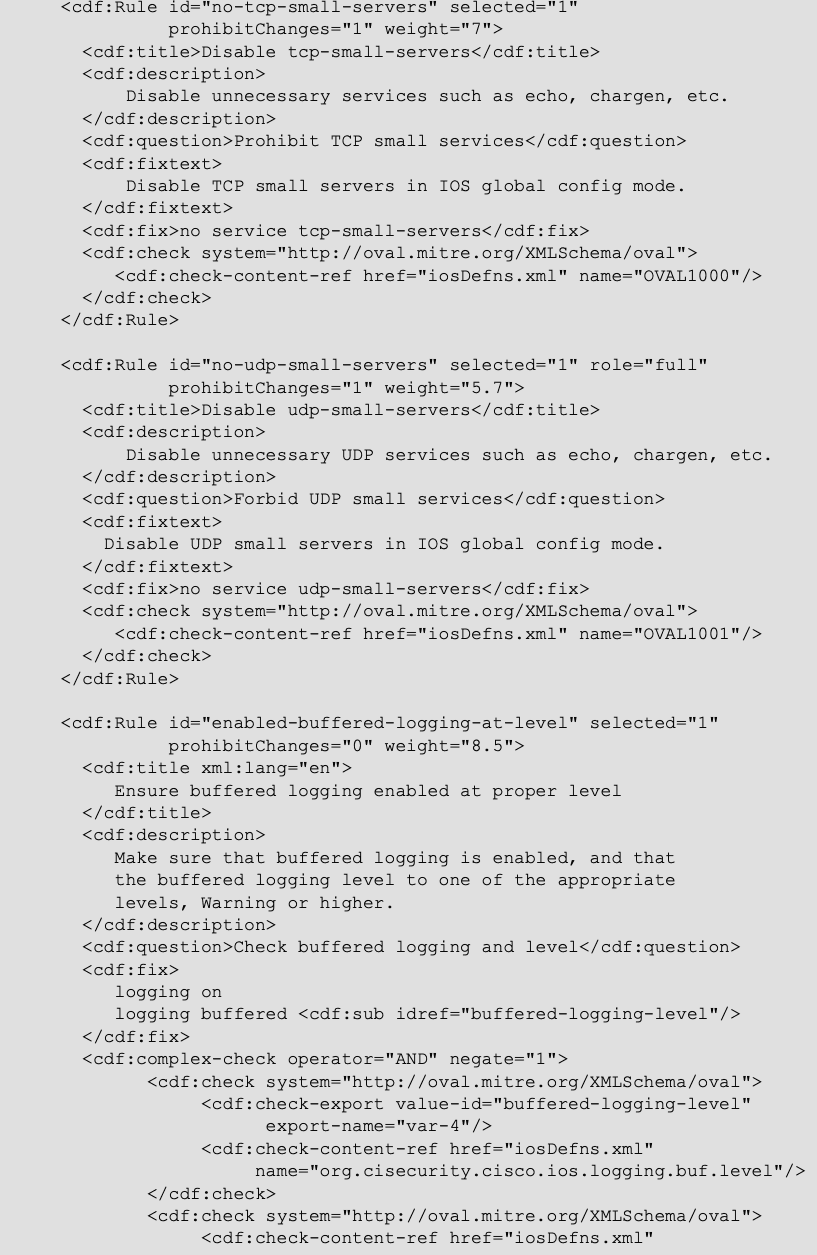 <cdf:Rule id="no-tcp-small-servers" selected="1"
prohibitChanges="1" weight="7">
<cdf:title>Disable tcp-small-servers</cdf:title>
<cdf:description>
Disable unnecessary services such as echo, chargen, etc.
</cdf:description>
<cdf:question>Prohibit TCP small services</cdf:question>
<cdf:fixtext>
Disable TCP small servers in IOS global config mode.
</cdf:fixtext>
<cdf:fix>no service tcp-small-servers</cdf:fix>
<cdf:check system="http://oval.mitre.org/XMLSchema/oval">
<cdf:check-content-ref href="iosDefns.xml" name="OVAL1000"/>
</cdf:check>
</cdf:Rule>
<cdf:Rule id="no-udp-small-servers" selected="1" role="full"
prohibitChanges="1" weight="5.7">
<cdf:title>Disable udp-small-servers</cdf:title>
<cdf:description>
Disable unnecessary UDP services such as echo, chargen, etc.
</cdf:description>
<cdf:question>Forbid UDP small services</cdf:question>
<cdf:fixtext>
Disable UDP small servers in IOS global config mode.
</cdf:fixtext>
<cdf:fix>no service udp-small-servers</cdf:fix>
<cdf:check system="http://oval.mitre.org/XMLSchema/oval">
<cdf:check-content-ref href="iosDefns.xml" name="OVAL1001"/>
</cdf:check>
</cdf:Rule>
<cdf:Rule id="enabled-buffered-logging-at-level" selected="1"
prohibitChanges="0" weight="8.5">
<cdf:title xml:lang="en">
Ensure buffered logging enabled at proper level
</cdf:title>
<cdf:description>
Make sure that buffered logging is enabled, and that
the buffered logging level to one of the appropriate
levels, Warning or higher.
</cdf:description>
<cdf:question>Check buffered logging and level</cdf:question>
<cdf:fix>
logging on
logging buffered <cdf:sub idref="buffered-logging-level"/>
</cdf:fix>
<cdf:complex-check operator="AND" negate="1">
<cdf:check system="http://oval.mitre.org/XMLSchema/oval">
<cdf:check-export value-id="buffered-logging-level"
export-name="var-4"/>
<cdf:check-content-ref href="iosDefns.xml"
name="org.cisecurity.cisco.ios.logging.buf.level"/>
</cdf:check>
<cdf:check system="http://oval.mitre.org/XMLSchema/oval">
<cdf:check-content-ref href="iosDefns.xml"